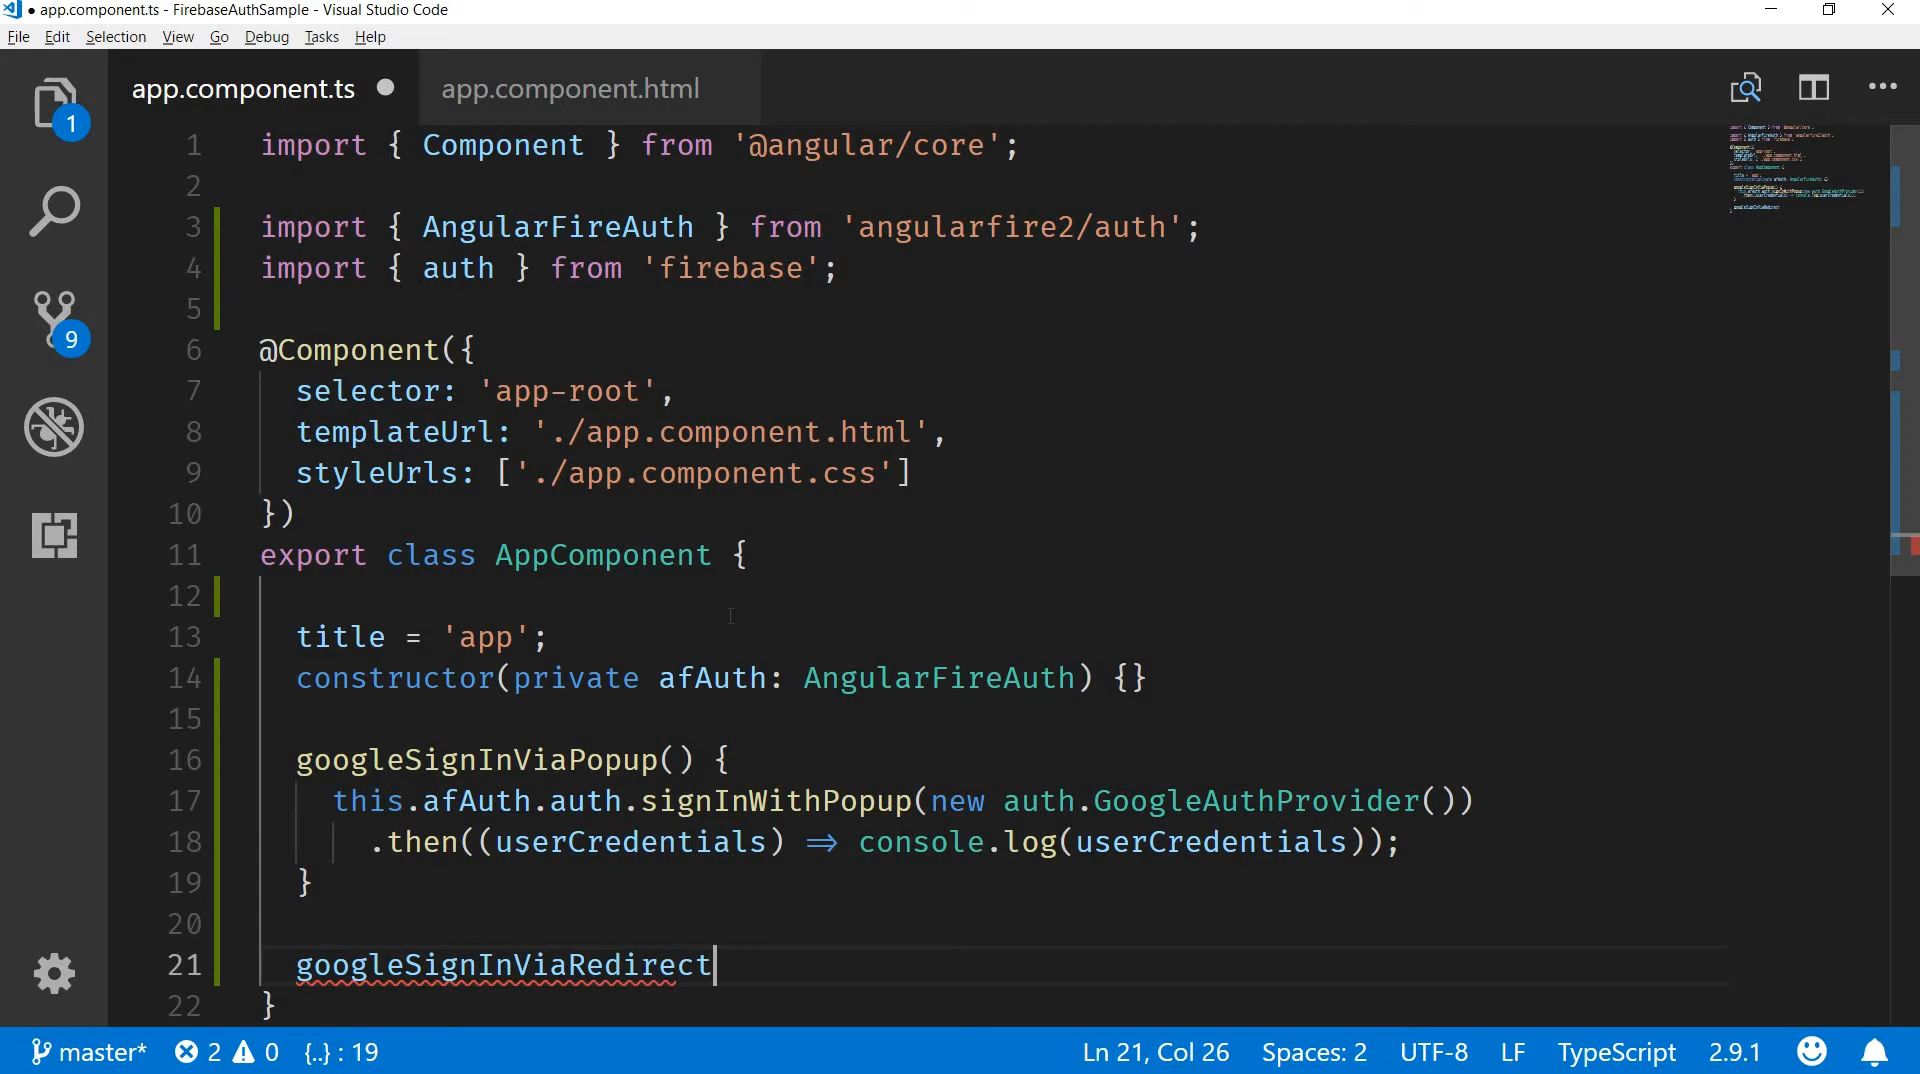 ● app.component.ts - FirebaseAuthSample - Visual Studio Code
File Edit Selection View Go Debug Tasks Help
app.component.ts ● app.component.html
1 import { Component } from '@angular/core';
2
3 import { AngularFireAuth } from 'angularfire2/auth';
4 import { auth } from 'firebase';
5
6 @Component({
7 selector: 'app-root',
8 templateUrl: './app.component.html',
9 styleUrls: ['./app.component.css']
10 })
11 export class AppComponent {
12
13 title = 'app';
14 constructor(private afAuth: AngularFireAuth) {}
15
16 googleSignInViaPopup() {
17 this.afAuth.auth.signInWithPopup(new auth.GoogleAuthProvider())
18 .then((userCredentials) ⇒ console.log(userCredentials));
19 }
20
21 googleSignInViaRedirect
22 }
1
9
master* 2 0 {..} : 19 Ln 21, Col 26 Spaces: 2 UTF-8 LF TypeScript 2.9.1